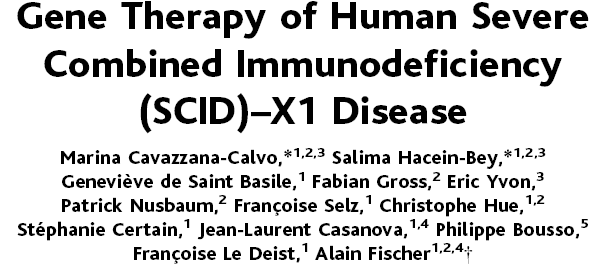 Gene Therapy of Human Severe
Combined Immunodeficiency
(SCID)–X1 Disease
Marina Cavazzana-Calvo,*1,2,3 Salima Hacein-Bey,*1,2,3
Geneviève de Saint Basile,1 Fabian Gross,2 Eric Yvon,3
Patrick Nusbaum,2 Françoise Selz,1 Christophe Hue,1,2
Stéphanie Certain,1 Jean-Laurent Casanova,1,4 Philippe Bousso,5
Françoise Le Deist,1 Alain Fischer1,2,4†